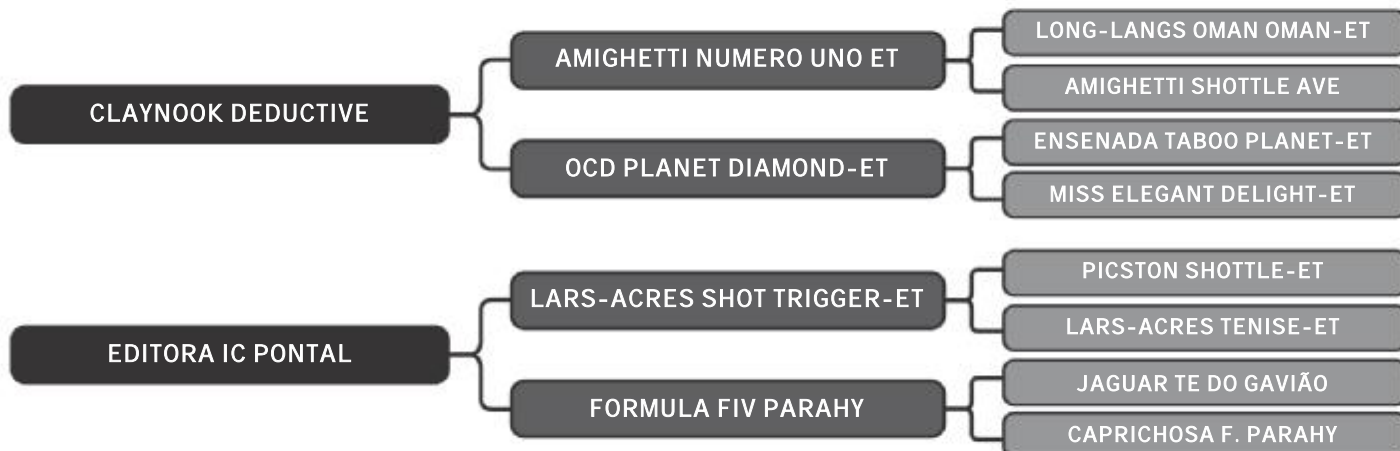 LONG-LANGS OMAN OMAN-ET
AMIGHETTI NUMERO UNO ET
AMIGHETTI SHOTTLE AVE
CLAYNOOK DEDUCTIVE
ENSENADA TABOO PLANET-ET
OCD PLANET DIAMOND-ET
MISS ELEGANT DELIGHT-ET
PICSTON SHOTTLE-ET
LARS-ACRES SHOT TRIGGER-ET
LARS-ACRES TENISE-ET
EDITORA IC PONTAL
JAGUAR TE DO GAVIÃO
FORMULA FIV PARAHY
CAPRICHOSA F. PARAHY